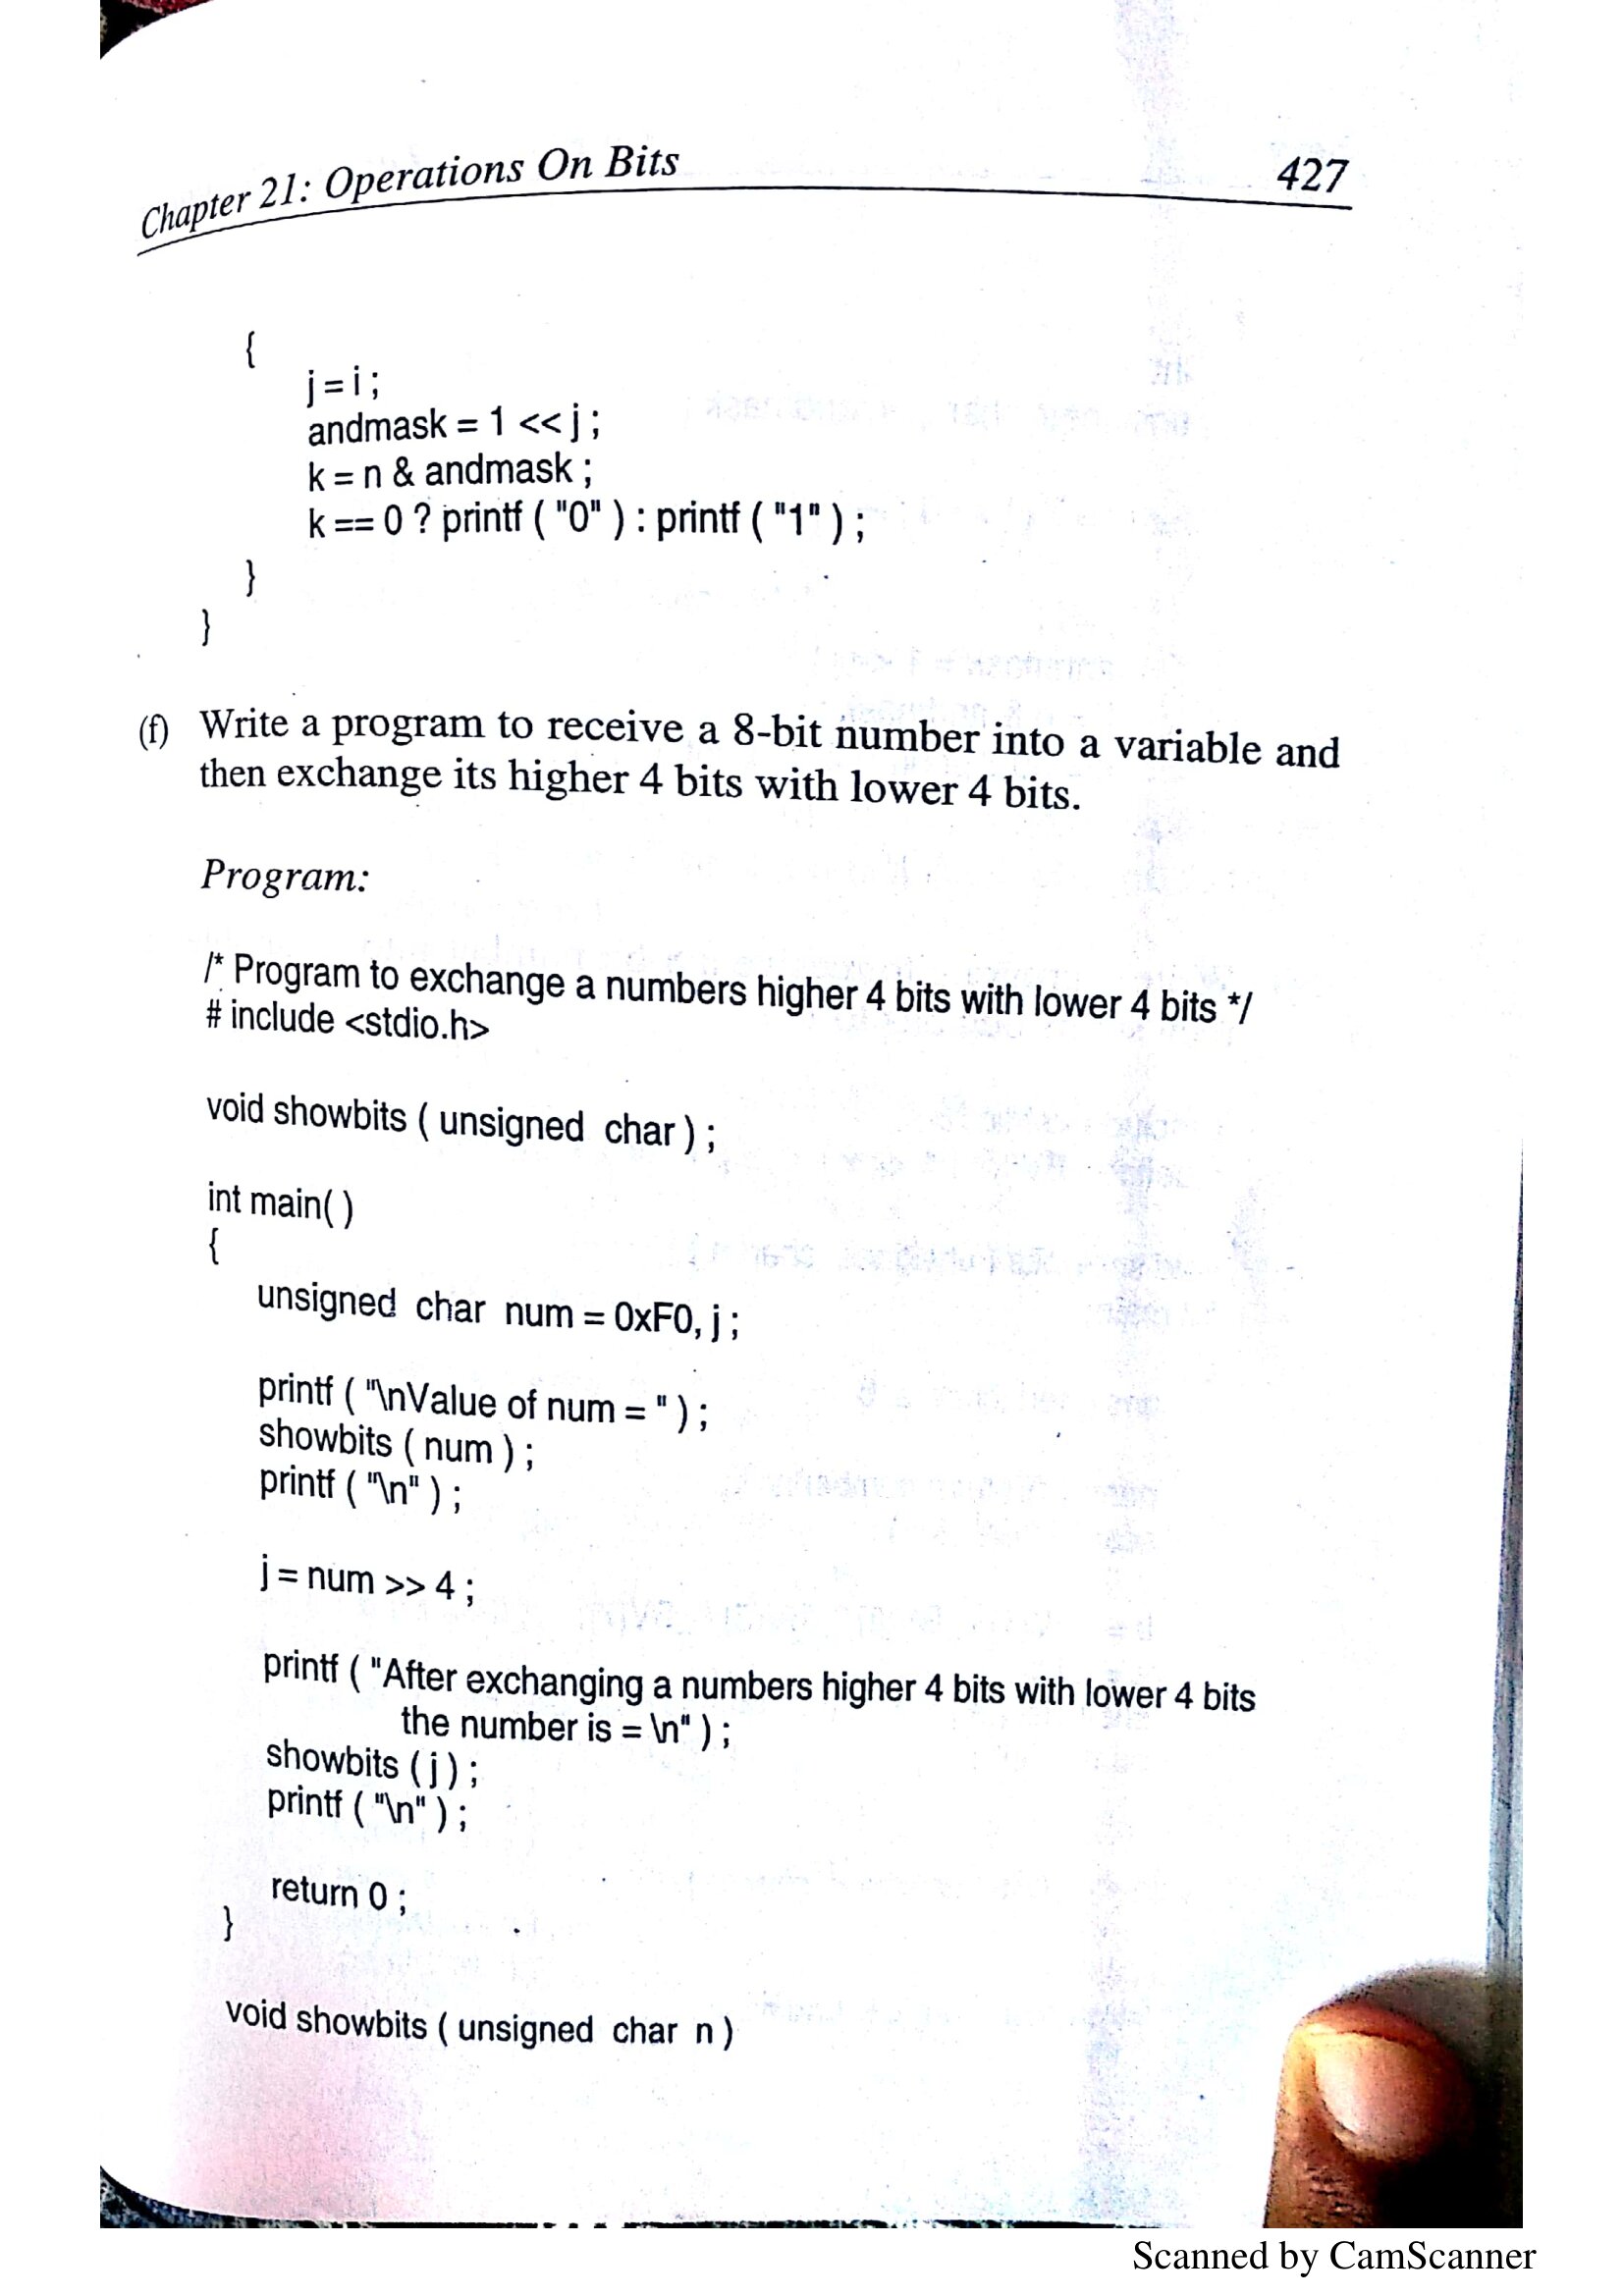 Chapter 21: Operations On Bits 427
{
j = i ;
andmask = 1 << j ;
k = n & andmask ;
k == 0 ? printf ( "0" ) : printf ( "1" ) ;
}
}
(f) Write a program to receive a 8-bit number into a variable and
then exchange its higher 4 bits with lower 4 bits.
Program:
/* Program to exchange a numbers higher 4 bits with lower 4 bits */
# include <stdio.h>
void showbits ( unsigned char ) ;
int main( )
{
unsigned char num = 0xF0, j ;
printf ( "\nValue of num = " ) ;
showbits ( num ) ;
printf ( "\n" ) ;
j = num >> 4 ;
printf ( "After exchanging a numbers higher 4 bits with lower 4 bits
the number is = \n" ) ;
showbits ( j ) ;
printf ( "\n" ) ;
return 0 ;
}
void showbits ( unsigned char n )
Scanned by CamScanner